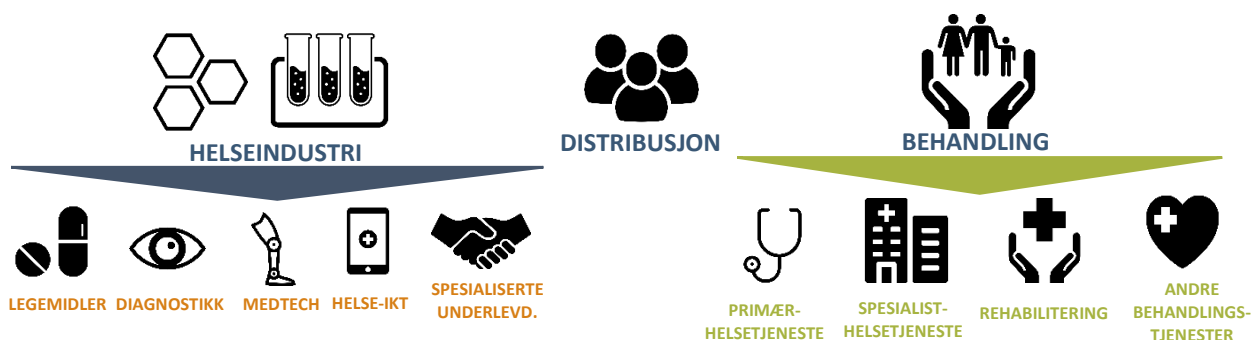 HELSEINDUSTRI
DISTRIBUSJON
BEHANDLING
LEGEMIDLER
DIAGNOSTIKK
MEDTECH
HELSE-IKT
SPESIALISERTE
UNDERLEVD.
PRIMÆR-
HELSETJENESTE
SPESIALIST-
HELSETJENESTE
REHABILITERING
ANDRE
BEHANDLINGS-
TJENESTER